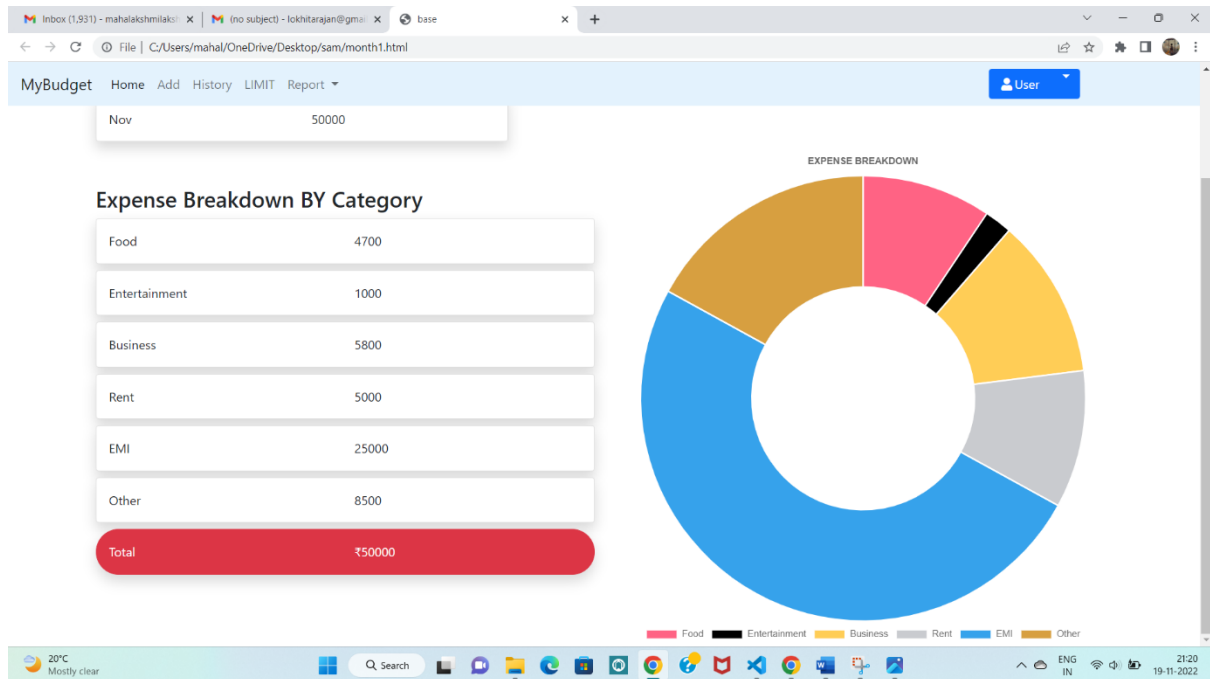 Inbox (1,931) - mahalakshmilaks
(no subject) - lokhitarajan@gmai
base
File | C:/Users/mahal/OneDrive/Desktop/sam/month1.html
MyBudget Home Add History LIMIT Report User
Nov 50000
EXPENSE BREAKDOWN
Expense Breakdown BY Category
Food 4700
Entertainment 1000
Business 5800
Rent 5000
EMI 25000
Other 8500
Total ₹50000
Food Entertainment Business Rent EMI Other
20°C
Mostly clear
Search
ENG
IN
21:20
19-11-2022